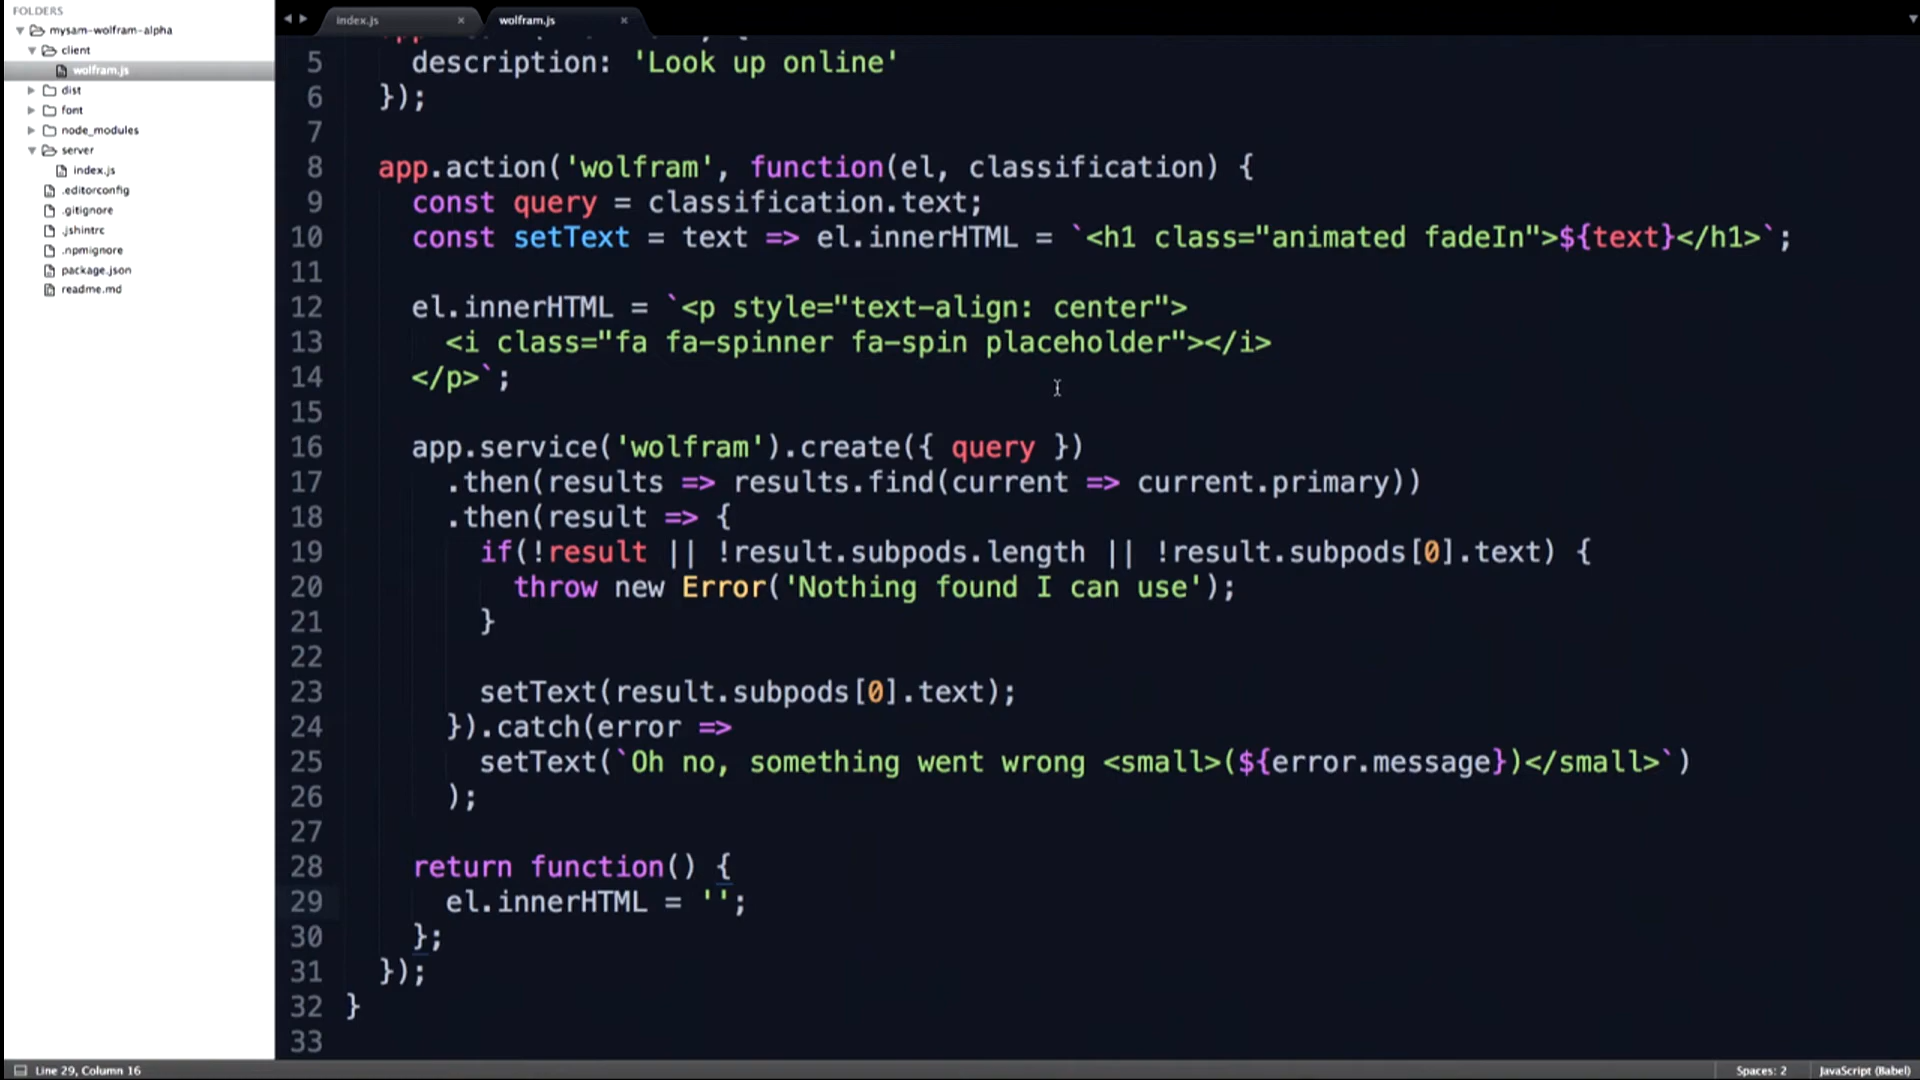 FOLDERS
mysam-wolfram-alpha
client
wolfram.js
dist
font
node_modules
server
index.js
.editorconfig
.gitignore
.jshintrc
.npmignore
package.json
readme.md
index.js × wolfram.js ×
5 description: 'Look up online'
6 });
7
8 app.action('wolfram', function(el, classification) {
9 const query = classification.text;
10 const setText = text => el.innerHTML = `<h1 class="animated fadeIn">${text}</h1>`;
11
12 el.innerHTML = `<p style="text-align: center">
13 <i class="fa fa-spinner fa-spin placeholder"></i>
14 </p>`;
15
16 app.service('wolfram').create({ query })
17 .then(results => results.find(current => current.primary))
18 .then(result => {
19 if(!result || !result.subpods.length || !result.subpods[0].text) {
20 throw new Error('Nothing found I can use');
21 }
22
23 setText(result.subpods[0].text);
24 }).catch(error =>
25 setText(`Oh no, something went wrong <small>(${error.message})</small>`)
26 );
27
28 return function() {
29 el.innerHTML = '';
30 };
31 });
32 }
33
Line 29, Column 16 Spaces: 2 JavaScript (Babel)